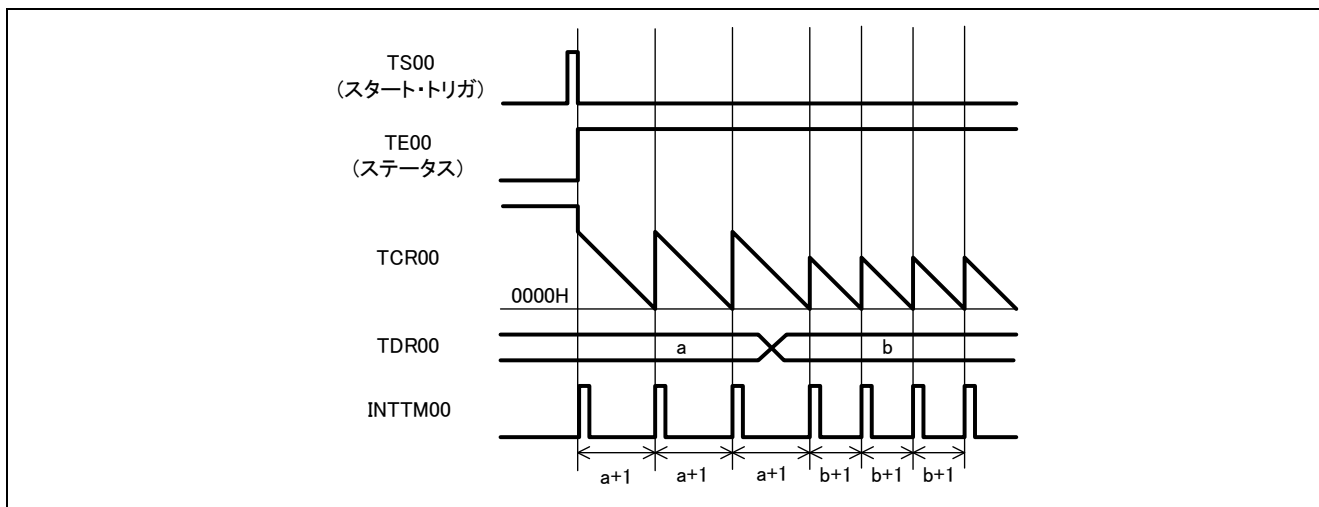 TS00
(スタート・トリガ)
TE00
(ステータス)
TCR00
0000H
TDR00
a
b
INTTM00
a+1 a+1 a+1 b+1 b+1 b+1